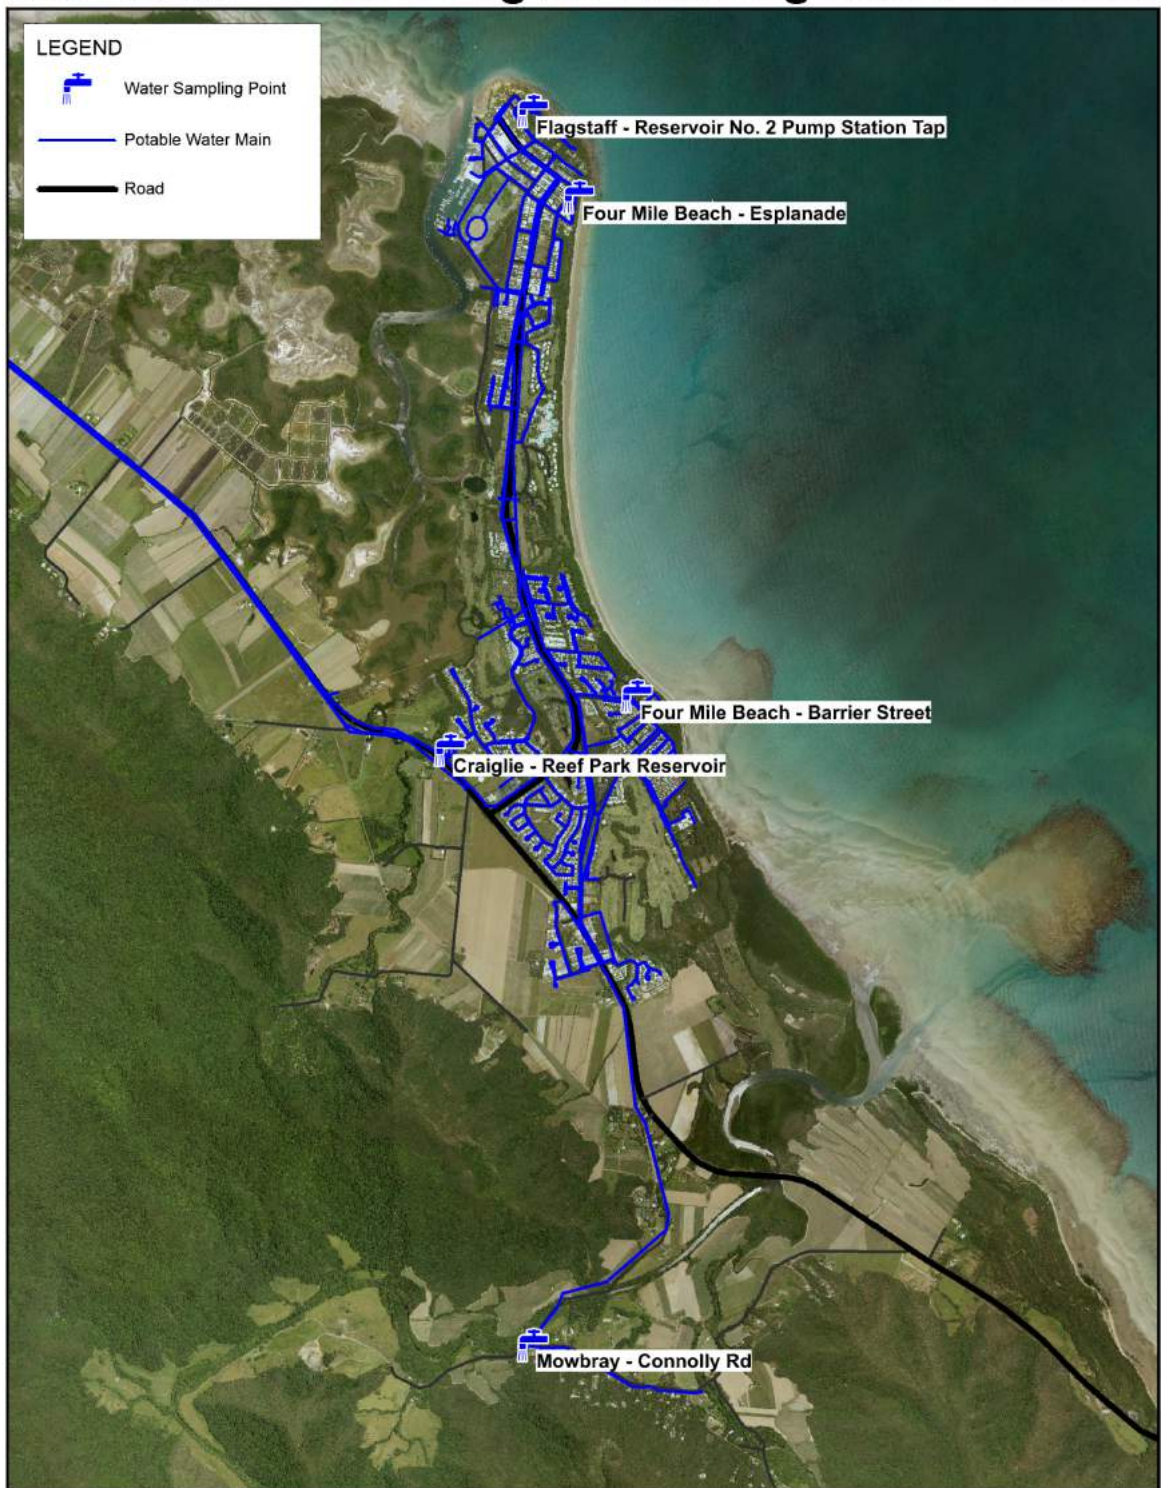 LEGEND
Water Sampling Point
Potable Water Main
Road
Flagstaff - Reservoir No. 2 Pump Station Tap
Four Mile Beach - Esplanade
Four Mile Beach - Barrier Street
Craiglie - Reef Park Reservoir
Mowbray - Connolly Rd